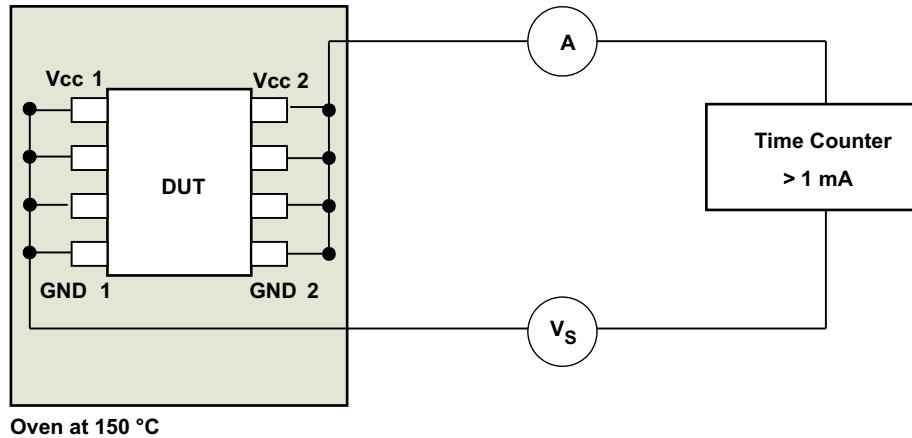 A
Vcc 1
Vcc 2
Time Counter
> 1 mA
DUT
GND 1
GND 2
VS
Oven at 150 °C